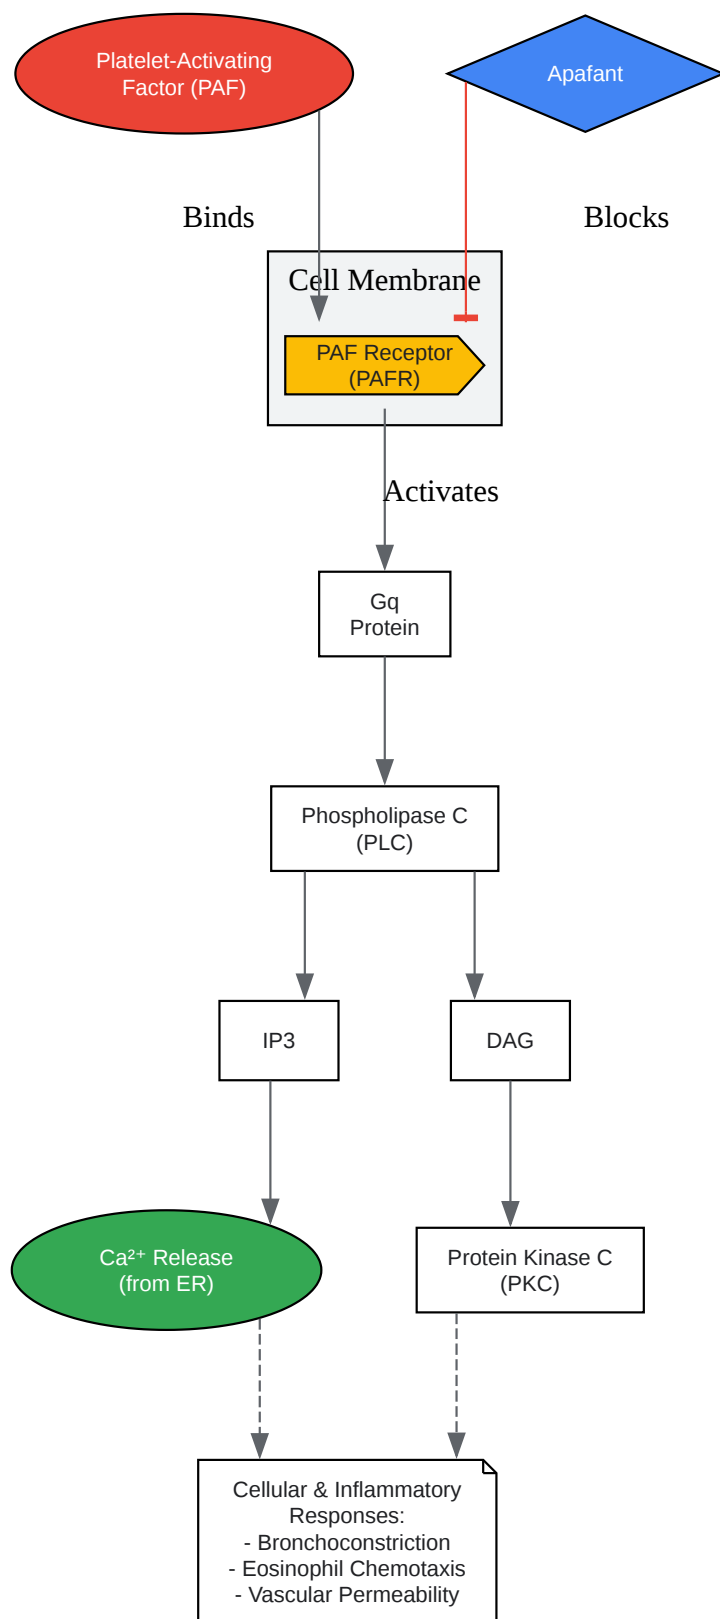 Platelet-Activating
Factor (PAF)
Apafant
Binds
Blocks
Cell Membrane
PAF Receptor
(PAFR)
Activates
Gq
Protein
Phospholipase C
(PLC)
IP3
DAG
Ca²⁺ Release
(from ER)
Protein Kinase C
(PKC)
Cellular & Inflammatory
Responses:
- Bronchoconstriction
- Eosinophil Chemotaxis
- Vascular Permeability